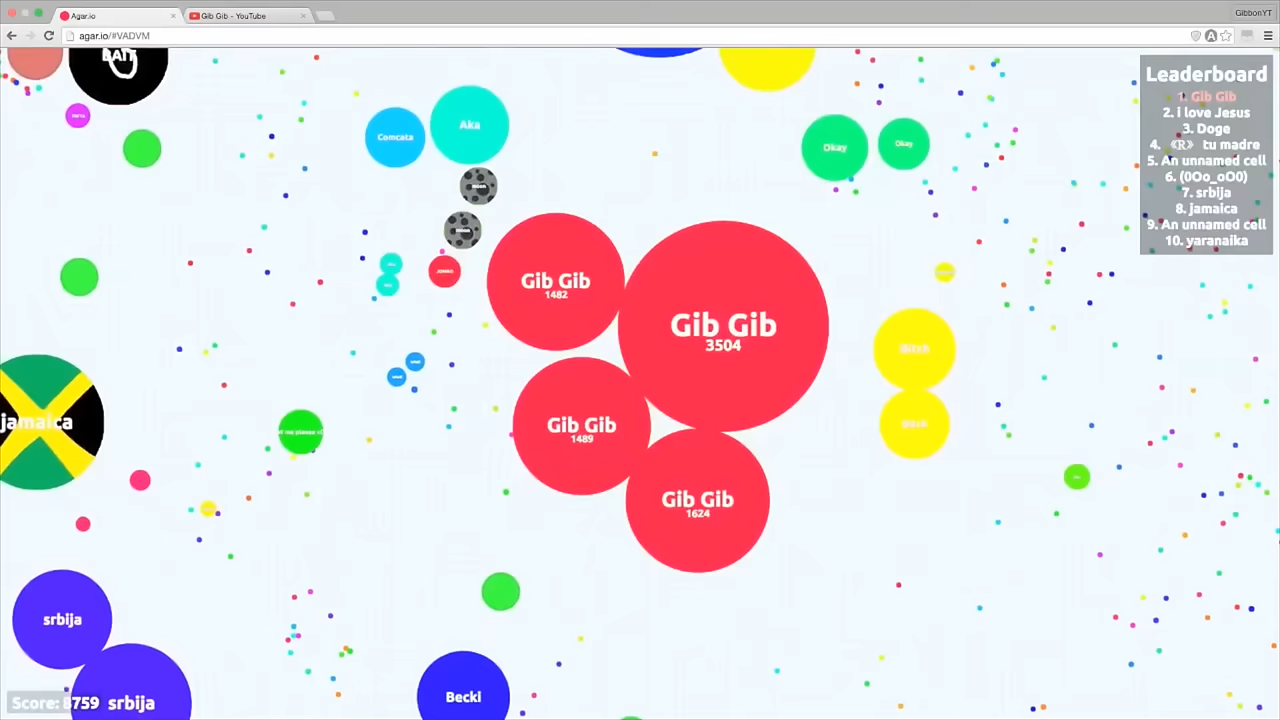 Agar.io
Gib Gib - YouTube
GibbonYT
agar.io/#VADVM
Leaderboard
1. Gib Gib
2. i love Jesus
3. Doge
4. 《R》 tu madre
5. An unnamed cell
6. (0Oo_oO0)
7. srbija
8. jamaica
9. An unnamed cell
10. yaranaika
Comcata
Aka
Okay
Okay
moon
moon
Gib Gib
1482
Gib Gib
3504
Gib Gib
1489
Gib Gib
1624
jamaica
srbija
srbija
Becki
Score: 8759